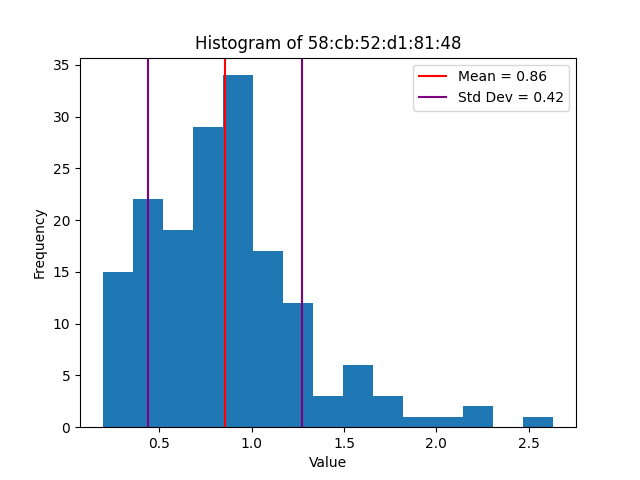 Histogram of 58:cb:52:d1:81:48
Mean = 0.86
Std Dev = 0.42
35
30
25
20
15
10
5
0
Frequency
0.5 1.0 1.5 2.0 2.5
Value